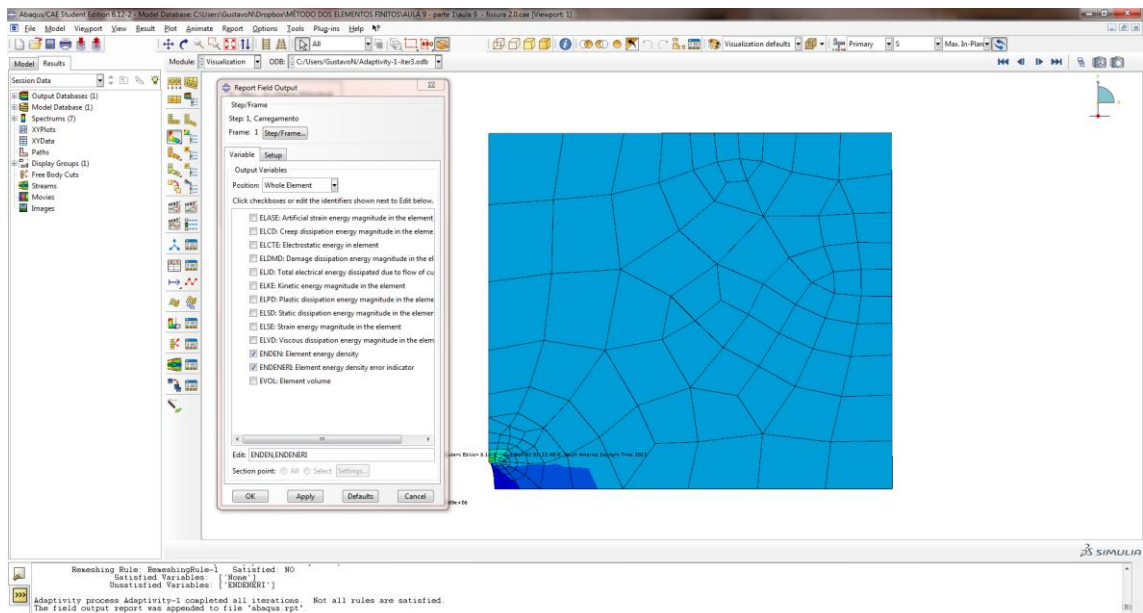 Abaqus/CAE Student Edition 6.12-2 - Model Database: C:\Users\GustavoN\Dropbox\MÉTODO DOS ELEMENTOS FINITOS\AULA 9 - parte 1\aula 9 - fissura 2.0.cae [Viewport: 1]
File Model Viewport View Result Plot Animate Report Options Tools Plug-ins Help
All
Visualization defaults
Primary
S
Max. In-Plan
Model Results
Module: Visualization ODB: C:/Users/GustavoN/Adaptivity-1-iter3.odb
Session Data
Output Databases (1)
Model Database (1)
Spectrums (7)
XYPlots
XYData
Paths
Display Groups (1)
Free Body Cuts
Streams
Movies
Images
Report Field Output
Step/Frame
Step: 1, Carregamento
Frame: 1 Step/Frame...
Variable Setup
Output Variables
Position: Whole Element
Click checkboxes or edit the identifiers shown next to Edit below.
ELASE: Artificial strain energy magnitude in the element
ELCD: Creep dissipation energy magnitude in the eleme
ELCTE: Electrostatic energy in element
ELDMD: Damage dissipation energy magnitude in the el
ELID: Total electrical energy dissipated due to flow of cu
ELKE: Kinetic energy magnitude in the element
ELPD: Plastic dissipation energy magnitude in the eleme
ELSD: Static dissipation energy magnitude in the elemer
ELSE: Strain energy magnitude in the element
ELVD: Viscous dissipation energy magnitude in the elem
ENDEN: Element energy density
ENDENERI: Element energy density error indicator
EVOL: Element volume
Edit: ENDEN,ENDENERI
Section point: All Select Settings...
OK Apply Defaults Cancel
SIMULIA
Remeshing Rule: RemeshingRule-1 Satisfied: NO
Satisfied Variables: ['None']
Unsatisfied Variables: ['ENDENERI']
Adaptivity process Adaptivity-1 completed all iterations. Not all rules are satisfied.
The field output report was appended to file "abaqus.rpt".